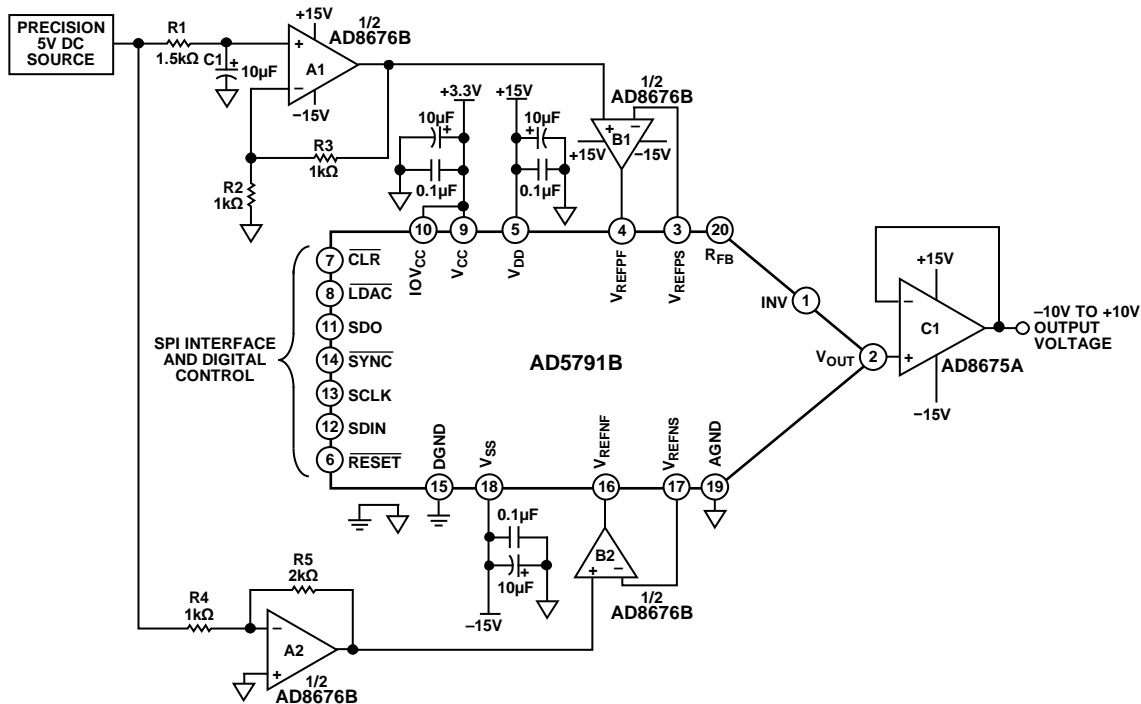 PRECISION
5V DC
SOURCE
R1
1.5kΩ
C1
+
10µF
+15V
1/2
AD8676B
+
A1
−
−15V
R3
1kΩ
R2
1kΩ
+3.3V
10µF
+
0.1µF
+15V
10µF
+
0.1µF
1/2
AD8676B
+ −
B1
+15V
−15V
10
9
5
4
3
20
IOVCC
VCC
VDD
VREFPF
VREFPS
RFB
7 CLR
8 LDAC
11 SDO
14 SYNC
13 SCLK
12 SDIN
6 RESET
SPI INTERFACE
AND DIGITAL
CONTROL
AD5791B
INV 1
VOUT 2
+15V
−
C1
+
AD8675A
−15V
−10V TO +10V
OUTPUT
VOLTAGE
DGND
VSS
VREFNF
VREFNS
AGND
15
18
16
17
19
0.1µF
10µF
+
−15V
B2
+ −
1/2
AD8676B
R4
1kΩ
R5
2kΩ
−
A2
+
1/2
AD8676B